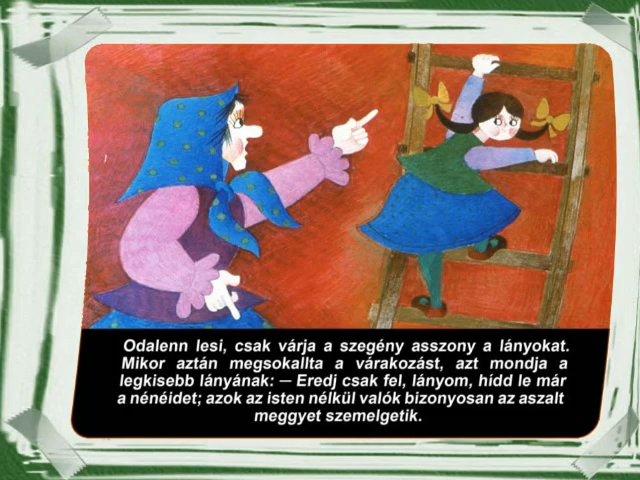 Odalenn lesi, csak várja a szegény asszony a lányokat.
Mikor aztán megsokallta a várakozást, azt mondja a
legkisebb lányának: — Eredj csak fel, lányom, hídd le már
a nénéidet; azok az isten nélkül valók bizonyosan az aszalt
meggyet szemelgetik.